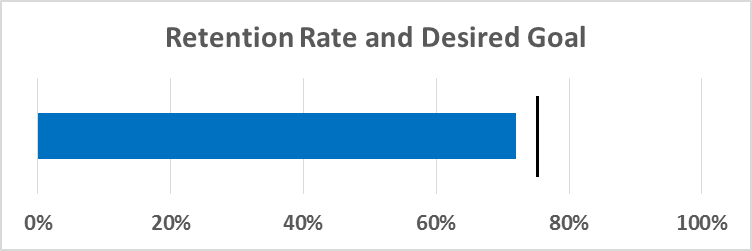 Retention Rate and Desired Goal
0% 20% 40% 60% 80% 100%